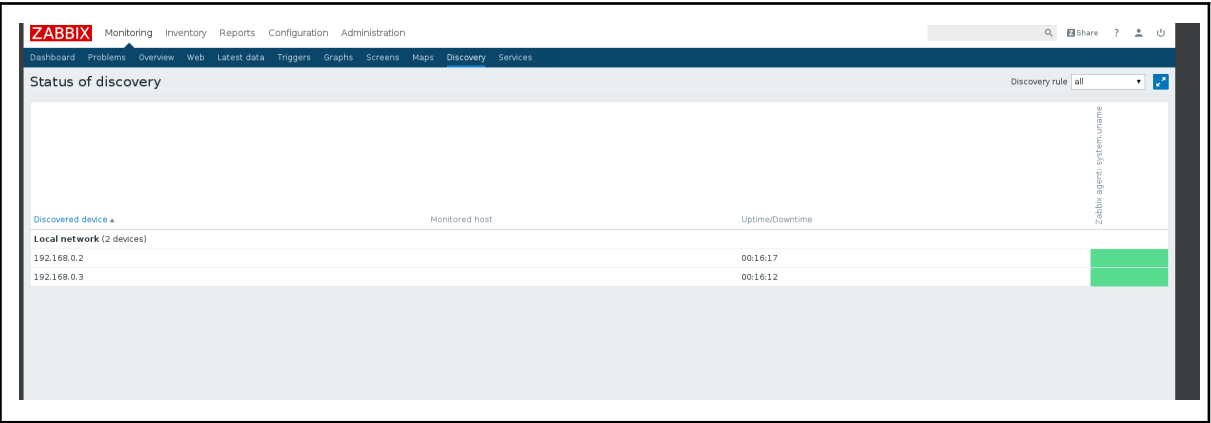 ZABBIX Monitoring Inventory Reports Configuration Administration Z Share ?
Dashboard Problems Overview Web Latest data Triggers Graphs Screens Maps Discovery Services
Status of discovery Discovery rule all
Discovered device Monitored host Uptime/Downtime Zabbix agent: system.uname
Local network (2 devices)
192.168.0.2 00:16:17
192.168.0.3 00:16:12